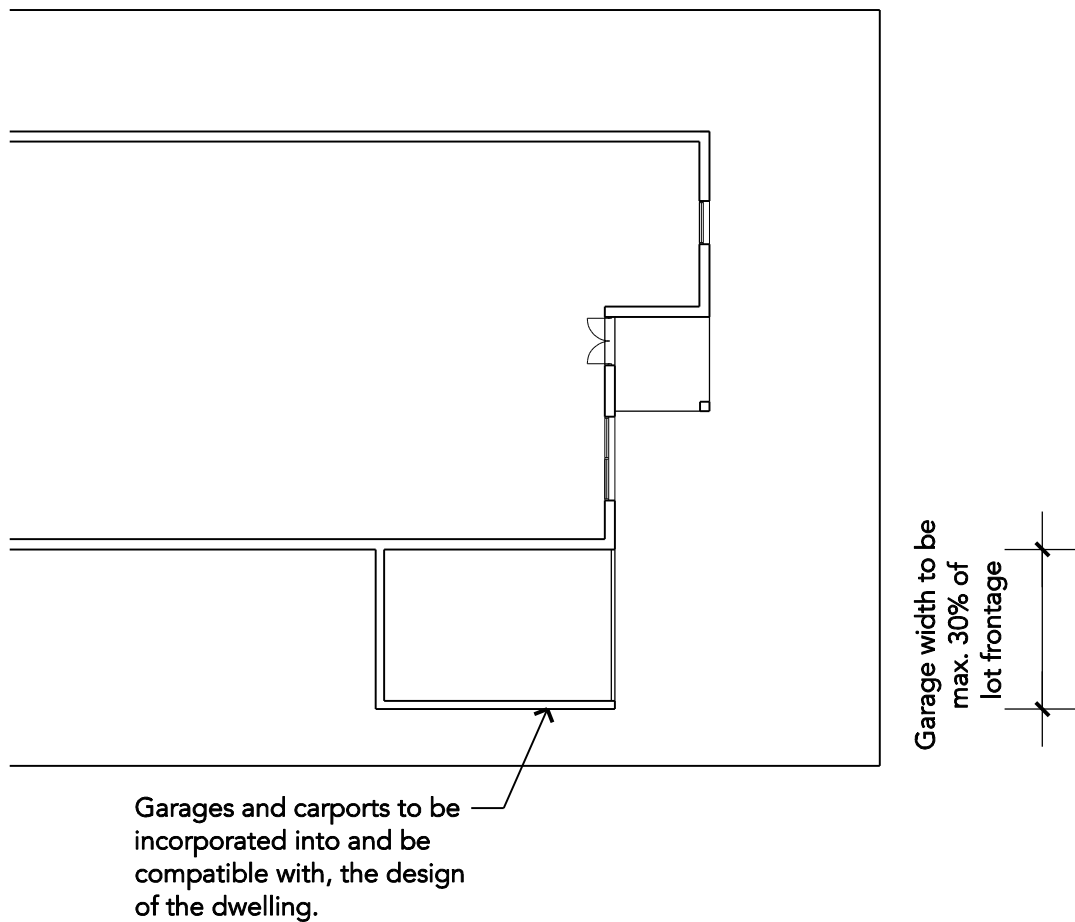 Garage width to be
max. 30% of
lot frontage
Garages and carports to be
incorporated into and be
compatible with, the design
of the dwelling.